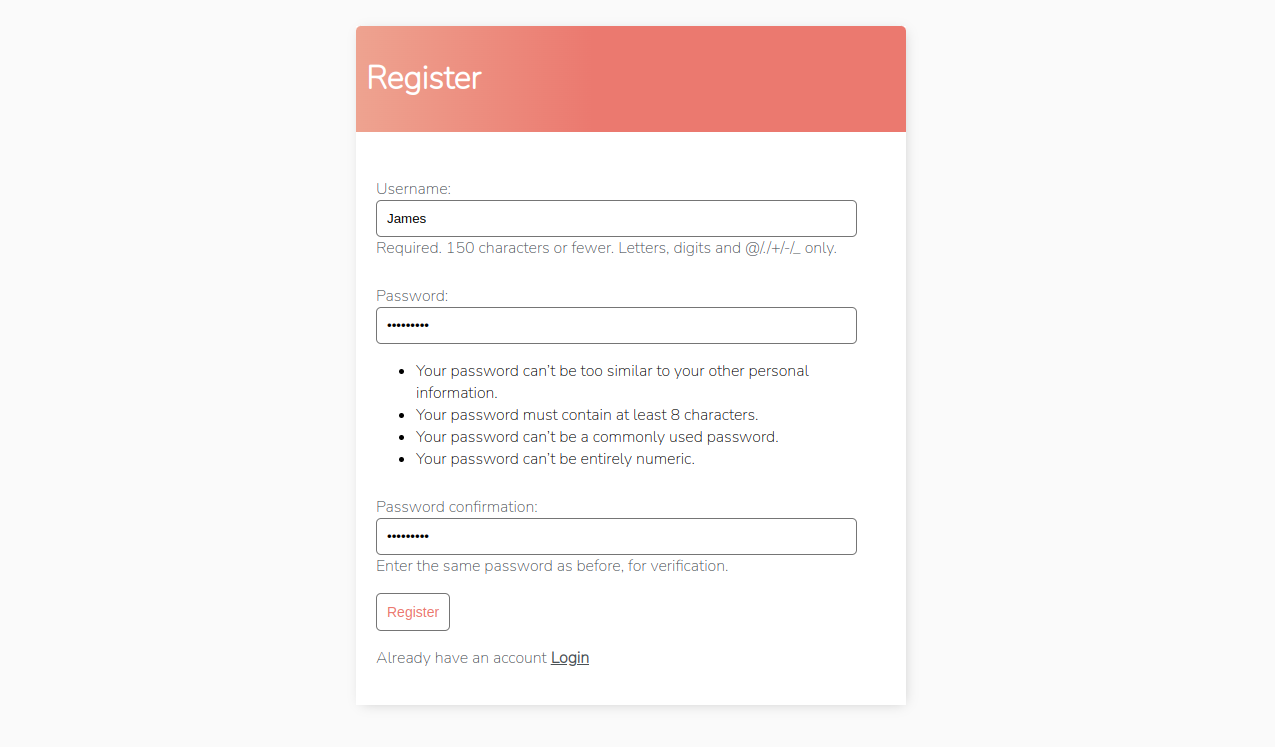 Register
Username:
James
Required. 150 characters or fewer. Letters, digits and @/./+/-/_ only.
Password:
•••••••••
• Your password can’t be too similar to your other personal
information.
• Your password must contain at least 8 characters.
• Your password can’t be a commonly used password.
• Your password can’t be entirely numeric.
Password confirmation:
•••••••••
Enter the same password as before, for verification.
Register
Already have an account Login